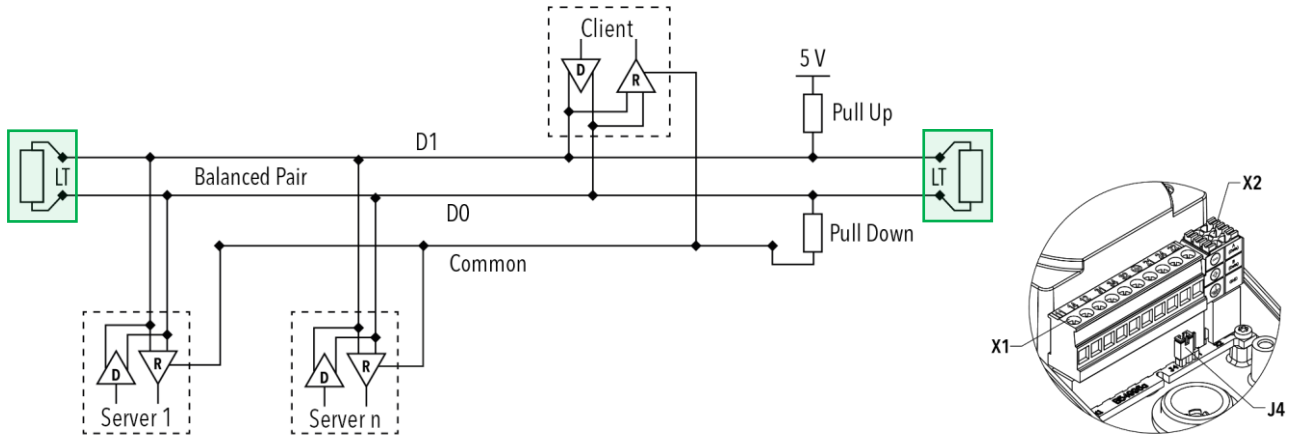 Client
D
R
5 V
Pull Up
D1
LT
Balanced Pair
LT
D0
Pull Down
Common
D
R
Server 1
D
R
Server n
X2
X1
J4